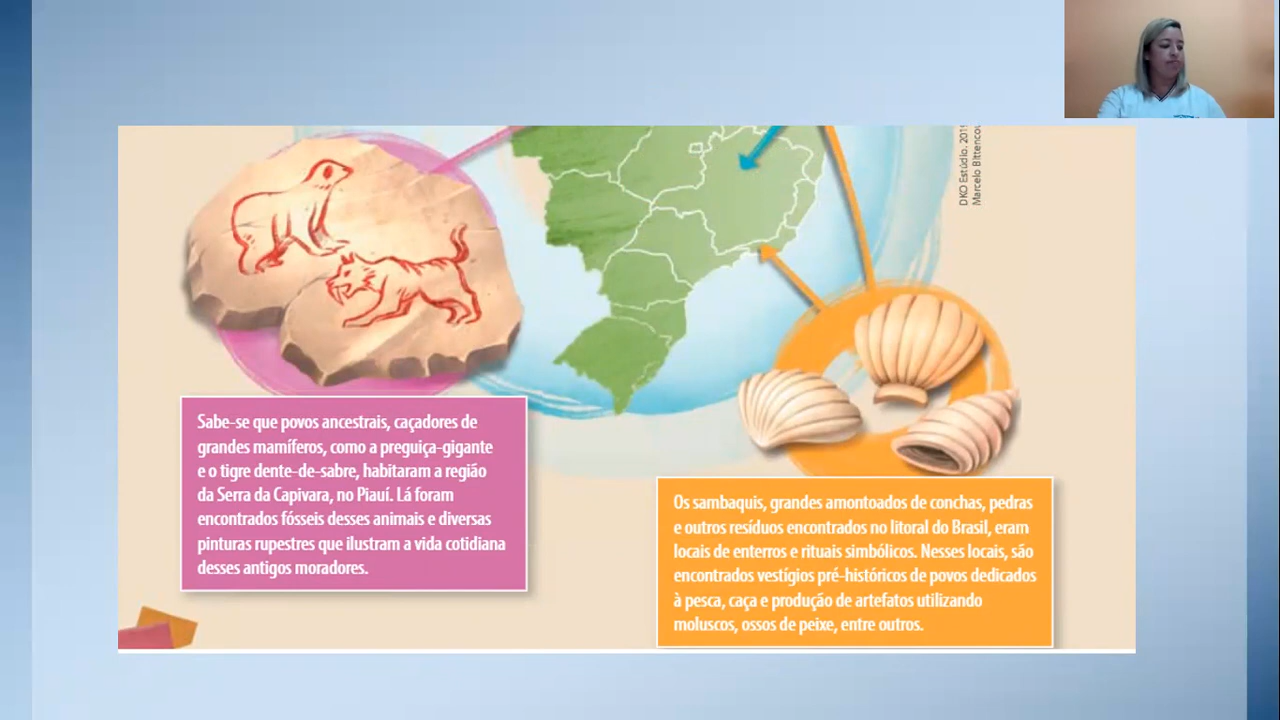 DKO Estúdio. 201
Marcelo Bittencou
Sabe-se que povos ancestrais, caçadores de
grandes mamíferos, como a preguiça-gigante
e o tigre dente-de-sabre, habitaram a região
da Serra da Capivara, no Piauí. Lá foram
encontrados fósseis desses animais e diversas
pinturas rupestres que ilustram a vida cotidiana
desses antigos moradores.
Os sambaquis, grandes amontoados de conchas, pedras
e outros resíduos encontrados no litoral do Brasil, eram
locais de enterros e rituais simbólicos. Nesses locais, são
encontrados vestígios pré-históricos de povos dedicados
à pesca, caça e produção de artefatos utilizando
moluscos, ossos de peixe, entre outros.